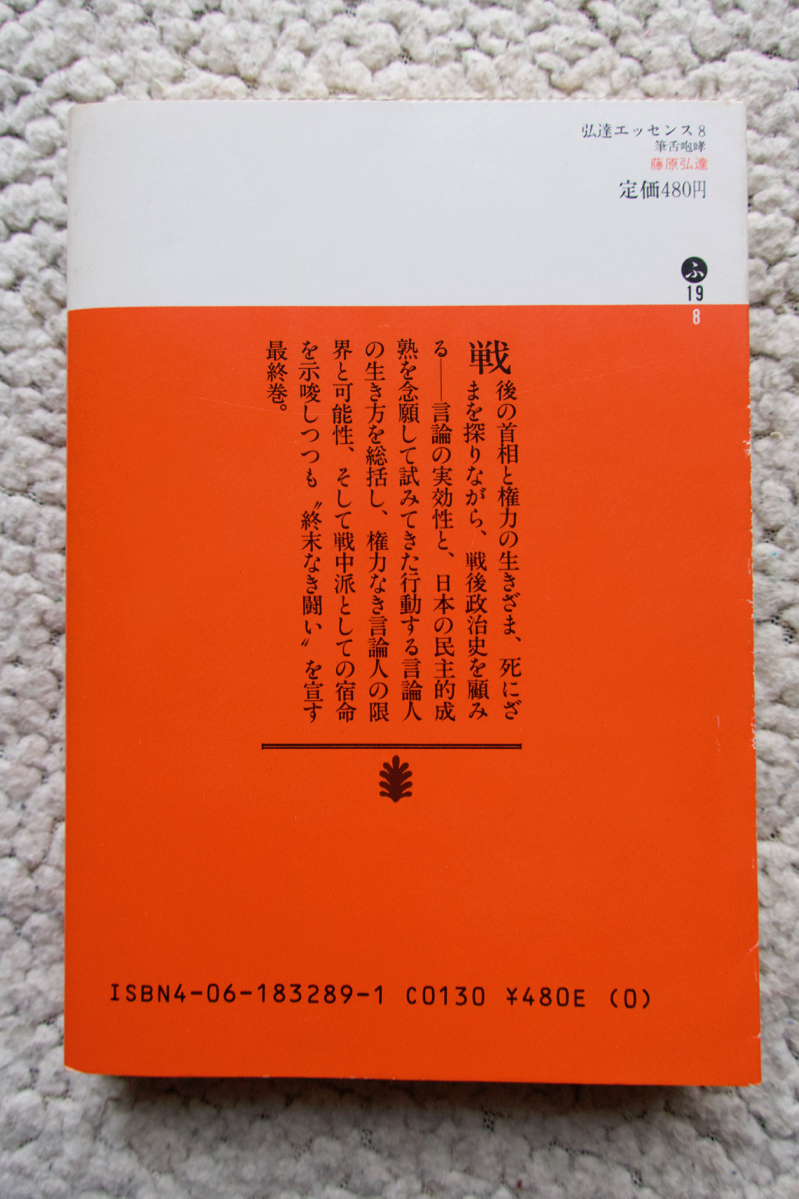 弘達エッセンス8
筆舌咆哮
藤原弘達
定価480円
ふ
19
8
戦後の首相と権力の生きざま、死にざ
まを探りながら、戦後政治史を顧み
る──言論の実効性と、日本の民主的成
熟を念願して試みてきた行動する言論人
の生き方を総括し、権力なき言論人の限
界と可能性、そして戦中派としての宿命
を示唆しつつも〝終末なき闘い〟を宣す
最終巻。
ISBN4-06-183289-1 C0130 ¥480E (0)